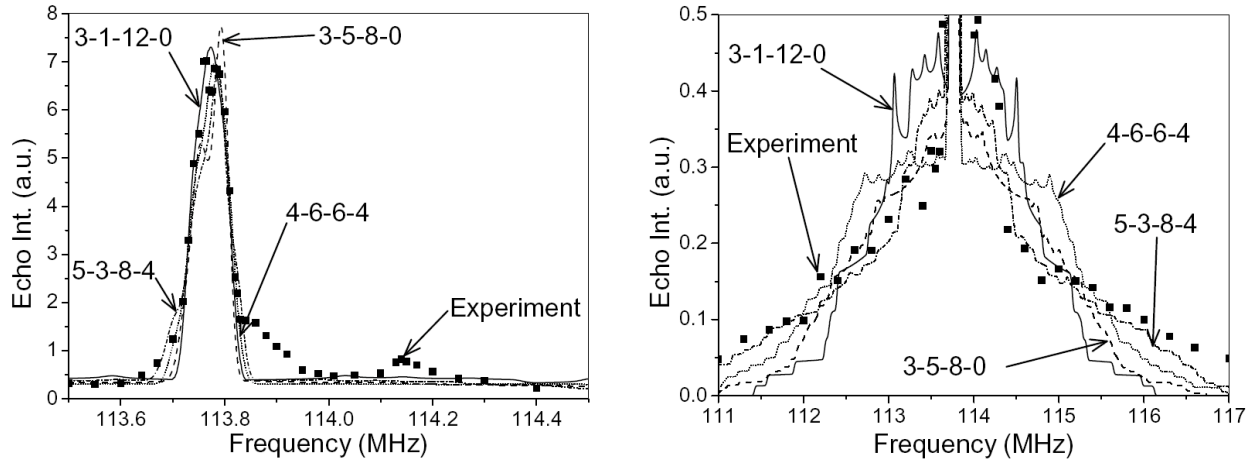 8
7
6
5
4
3
2
1
0
Echo Int. (a.u.)
3-1-12-0
3-5-8-0
4-6-6-4
5-3-8-4
Experiment
113.6 113.8 114.0 114.2 114.4
Frequency (MHz)
0.5
0.4
0.3
0.2
0.1
0.0
Echo Int. (a.u.)
3-1-12-0
4-6-6-4
Experiment
5-3-8-4
3-5-8-0
111 112 113 114 115 116 117
Frequency (MHz)